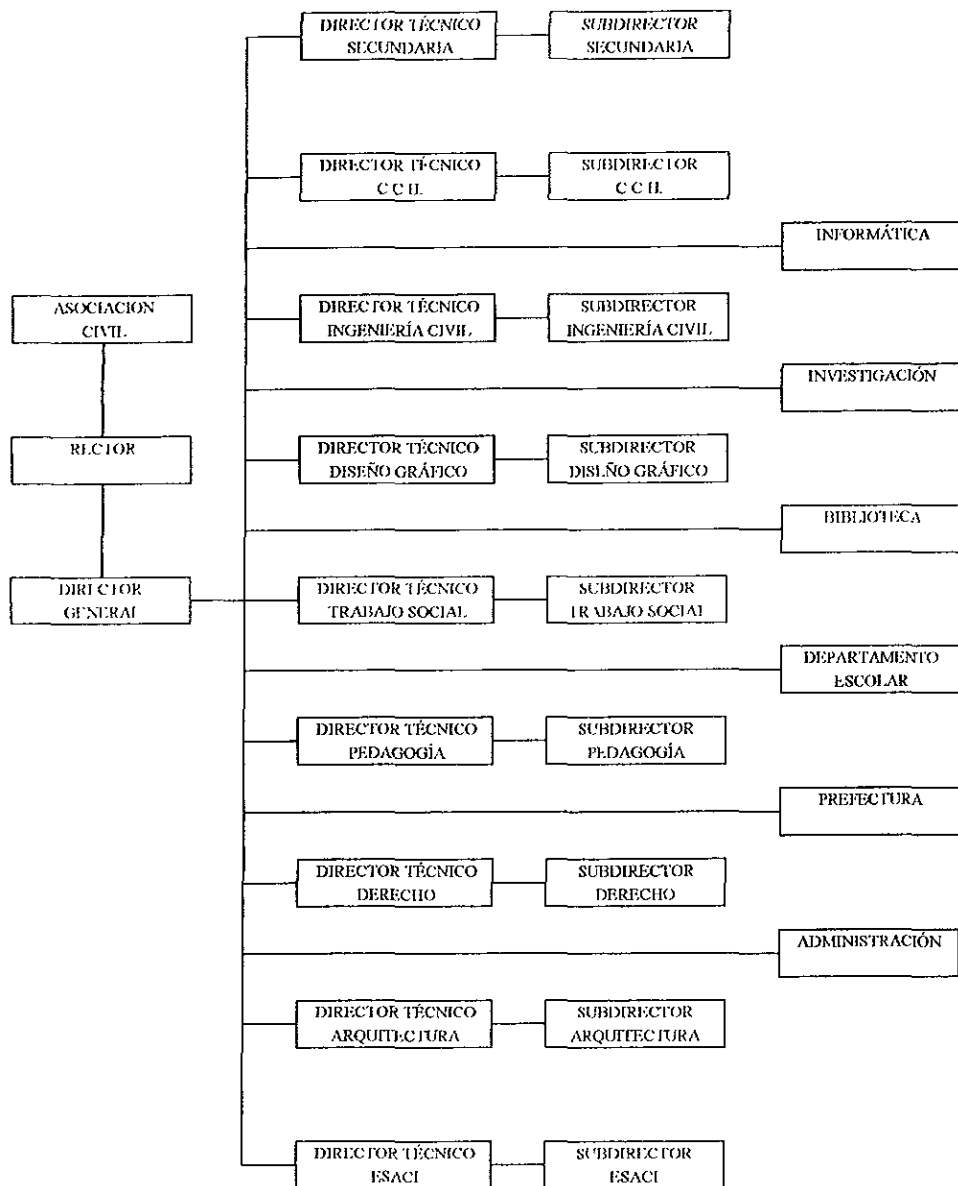 DIRECTOR TÉCNICO
SECUNDARIA
SUBDIRECTOR
SECUNDARIA
DIRECTOR TÉCNICO
C C H.
SUBDIRECTOR
C C H.
INFORMÁTICA
ASOCIACION
CIVIL
DIRECTOR TÉCNICO
INGENIERÍA CIVIL
SUBDIRECTOR
INGENIERÍA CIVIL
INVESTIGACIÓN
RECTOR
DIRECTOR TÉCNICO
DISEÑO GRÁFICO
SUBDIRECTOR
DISEÑO GRÁFICO
BIBLIOTECA
DIRECTOR
GENERAL
DIRECTOR TÉCNICO
TRABAJO SOCIAL
SUBDIRECTOR
TRABAJO SOCIAL
DEPARTAMENTO
ESCOLAR
DIRECTOR TÉCNICO
PEDAGOGÍA
SUBDIRECTOR
PEDAGOGÍA
PREFECTURA
DIRECTOR TÉCNICO
DERECHO
SUBDIRECTOR
DERECHO
ADMINISTRACIÓN
DIRECTOR TÉCNICO
ARQUITECTURA
SUBDIRECTOR
ARQUITECTURA
DIRECTOR TÉCNICO
ESACI
SUBDIRECTOR
ESACI